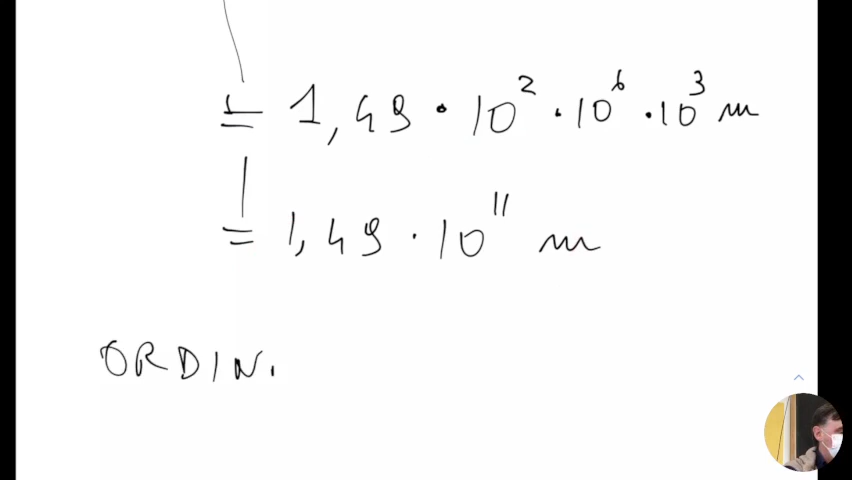 = 1,49 · 10² · 10⁶ · 10³ m
= 1,49 · 10¹¹ m
ORDIN.